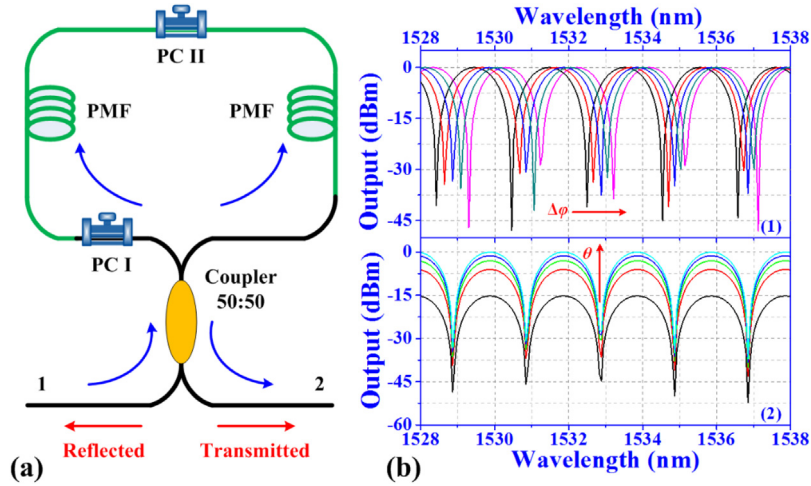 PC II
PMF
PMF
PC I
Coupler
50:50
1
2
Reflected
Transmitted
(a)
Wavelength (nm)
1528 1530 1532 1534 1536 1538
0
-15
-30
-45
Output (dBm)
Δφ
(1)
0
-15
-30
-45
-60
Output (dBm)
θ
(2)
1528 1530 1532 1534 1536 1538
Wavelength (nm)
(b)